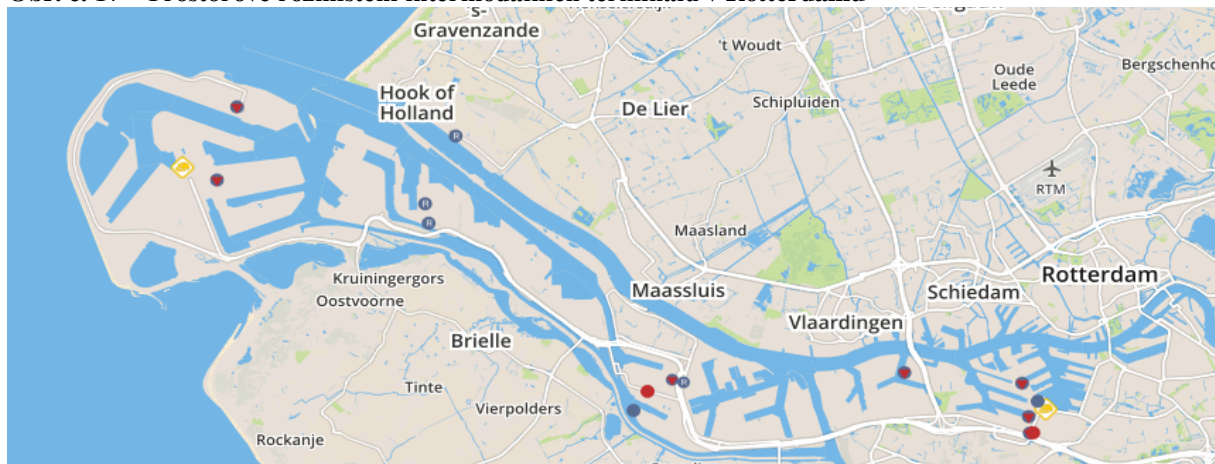 's-
Gravenzande
't Woudt
Bergschenho
Oude
Leede
Hook of
Holland
De Lier
Schipluiden
R
RTM
R
R
Maasland
Kruiningergors
Oostvoorne
Maassluis
Rotterdam
Schiedam
Vlaardingen
Brielle
R
Tinte
Vierpolders
Rockanje